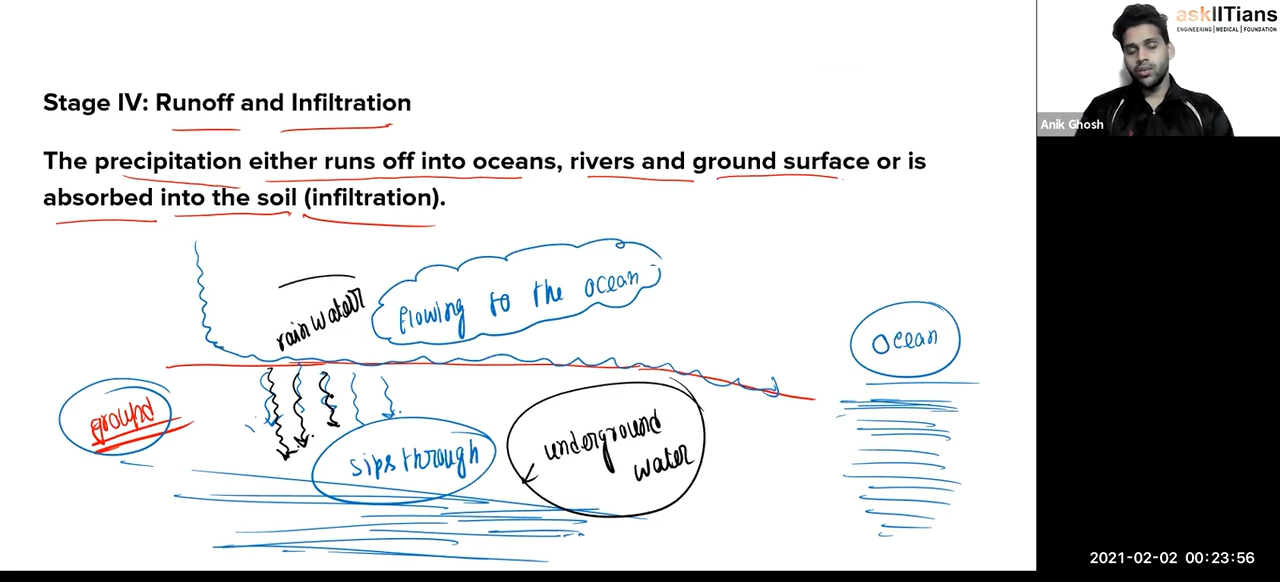 askIITians
ENGINEERING | MEDICAL | FOUNDATION
Anik Ghosh
Stage IV: Runoff and Infiltration
The precipitation either runs off into oceans, rivers and ground surface or is
absorbed into the soil (infiltration).
rainwater
flowing to the ocean
ocean
ground
sips through
underground
water
2021-02-02 00:23:56